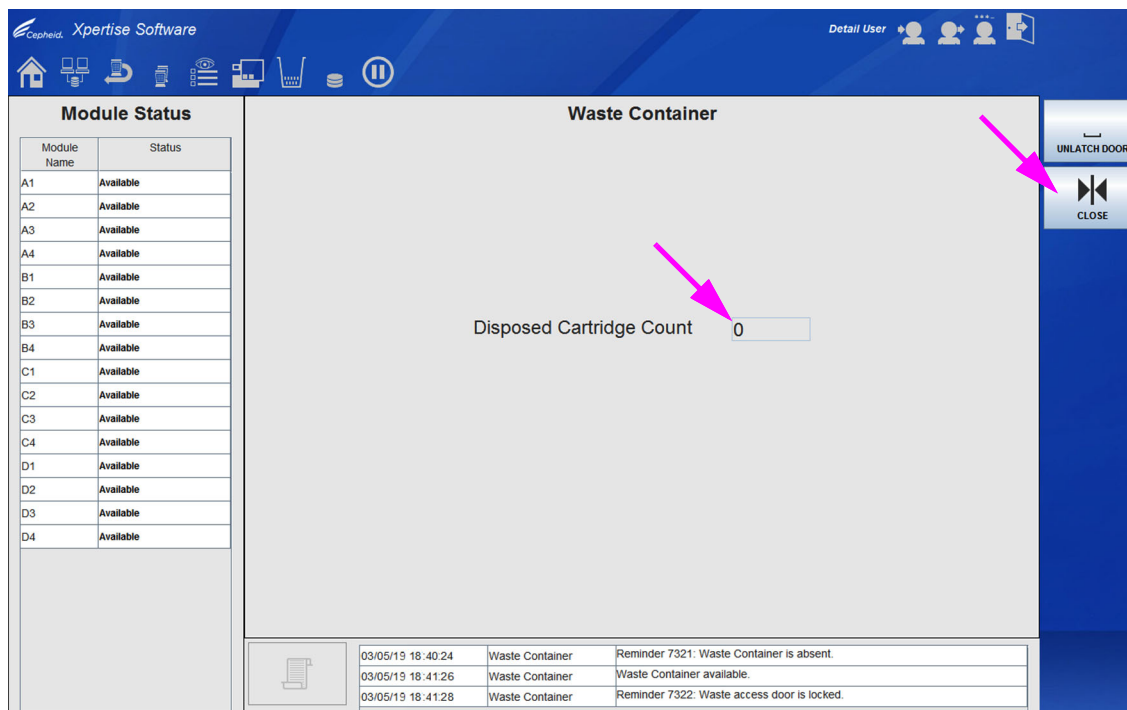 Cepheid. Xpertise Software
Detail User
Module Status
Module Name Status
A1 Available
A2 Available
A3 Available
A4 Available
B1 Available
B2 Available
B3 Available
B4 Available
C1 Available
C2 Available
C3 Available
C4 Available
D1 Available
D2 Available
D3 Available
D4 Available
Waste Container
Disposed Cartridge Count 0
03/05/19 18:40:24 Waste Container Reminder 7321: Waste Container is absent.
03/05/19 18:41:26 Waste Container Waste Container available.
03/05/19 18:41:28 Waste Container Reminder 7322: Waste access door is locked.
UNLATCH DOOR
CLOSE